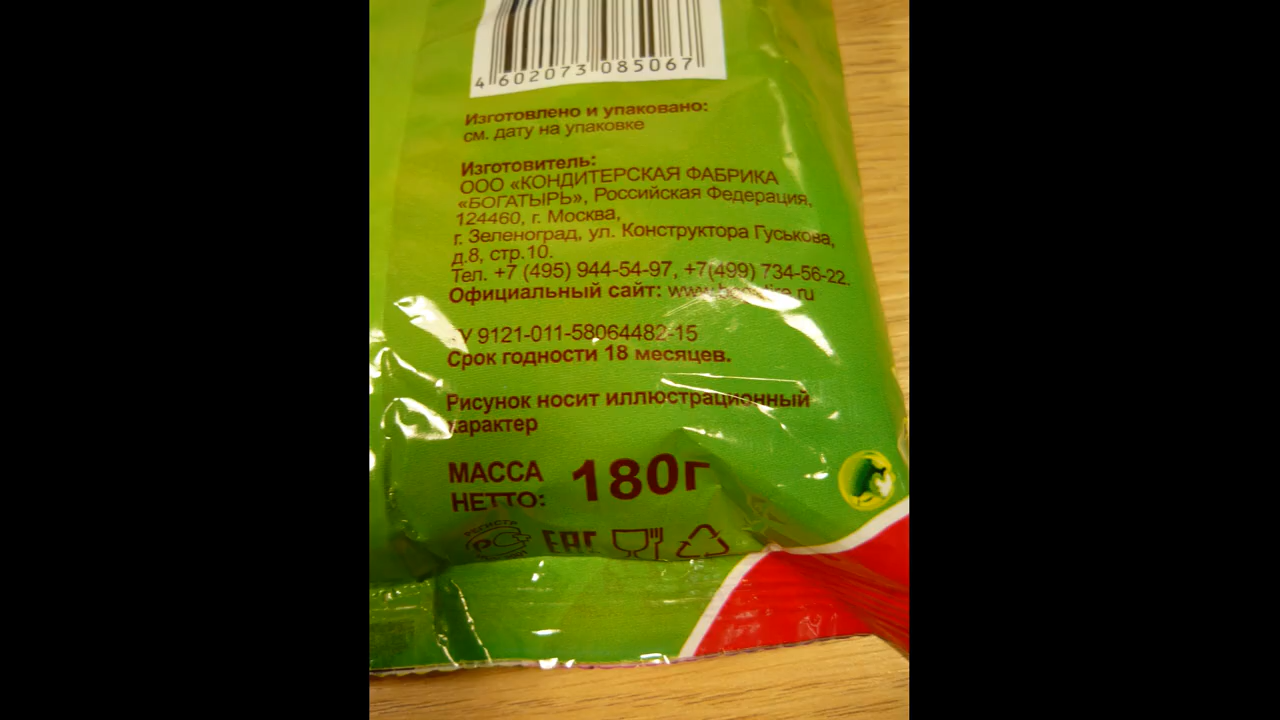 4 602073 085067
Изготовлено и упаковано:
см. дату на упаковке
Изготовитель:
ООО «КОНДИТЕРСКАЯ ФАБРИКА
«БОГАТЫРЬ», Российская Федерация,
124460, г. Москва,
г. Зеленоград, ул. Конструктора Гуськова,
д.8, стр.10.
Тел. +7 (495) 944-54-97, +7(499) 734-56-22.
Официальный сайт:
9121-011-58064482-15
Срок годности 18 месяцев.
Рисунок носит иллюстрационный
характер
МАССА
НЕТТО: 180г
РЕГИСТР
ЕАС